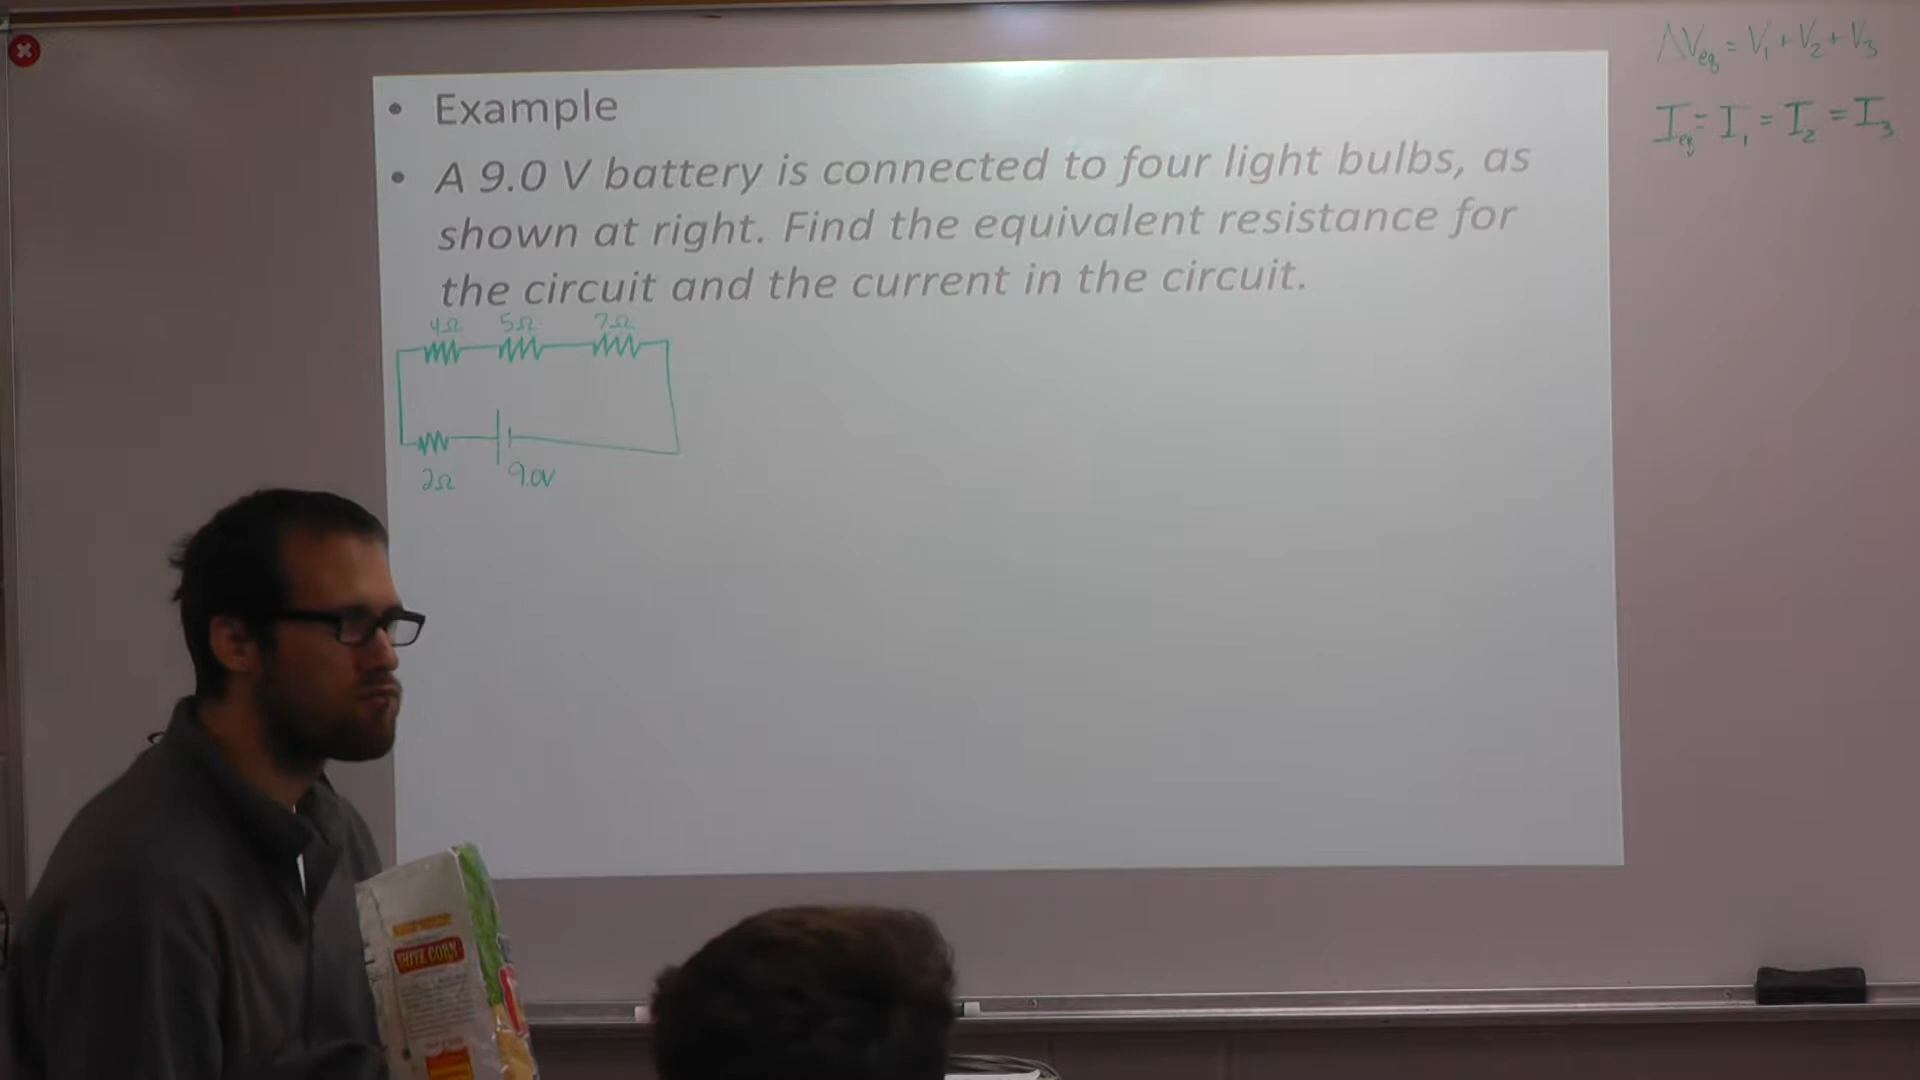 ΔVeq = V1 + V2 + V3
Ieq = I1 = I2 = I3
• Example
• A 9.0 V battery is connected to four light bulbs, as
shown at right. Find the equivalent resistance for
the circuit and the current in the circuit.
4Ω 5Ω 7Ω
2Ω 9.0V
WHITE CORN